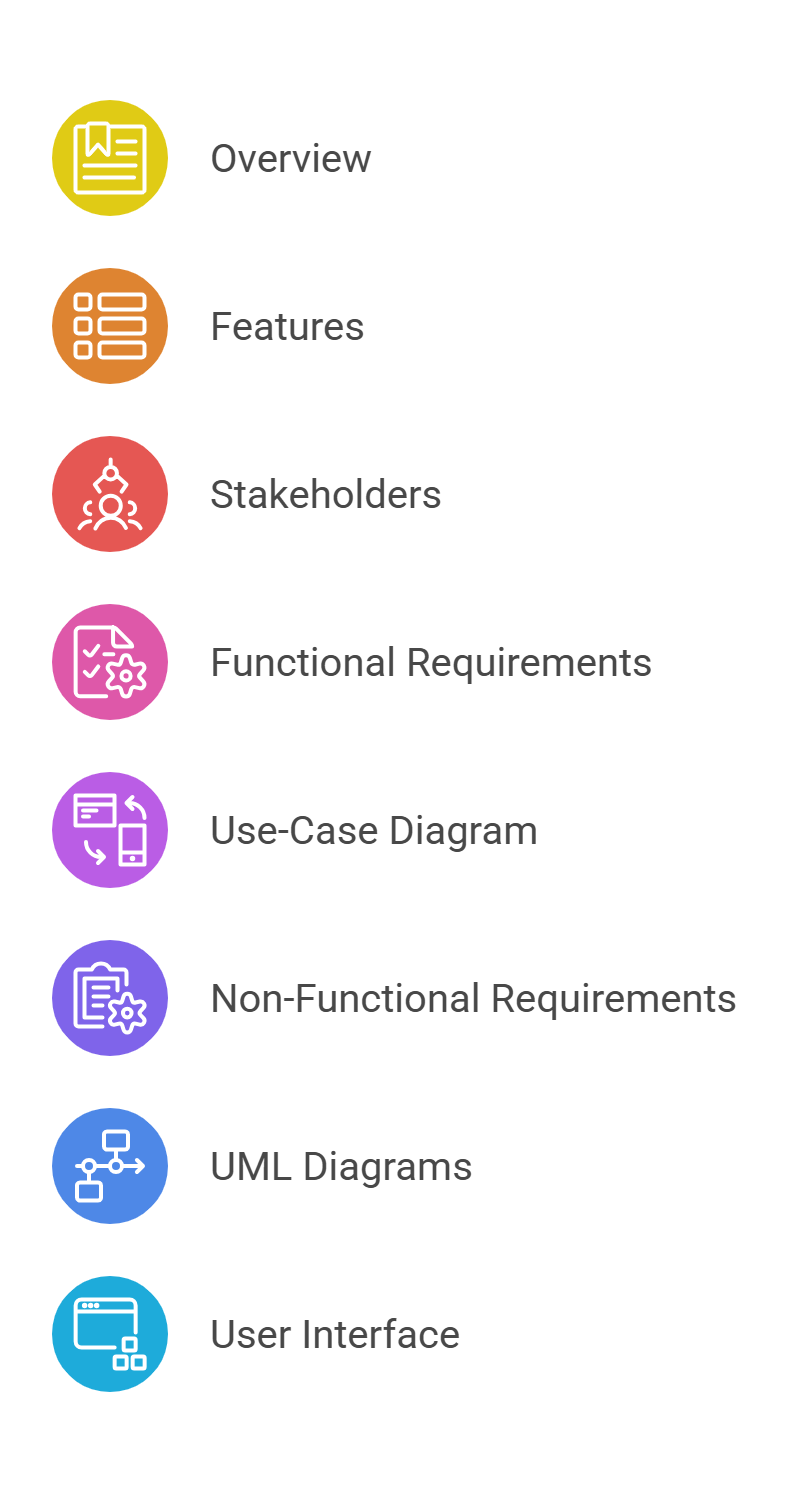 Overview
Features
Stakeholders
Functional Requirements
Use-Case Diagram
Non-Functional Requirements
UML Diagrams
User Interface